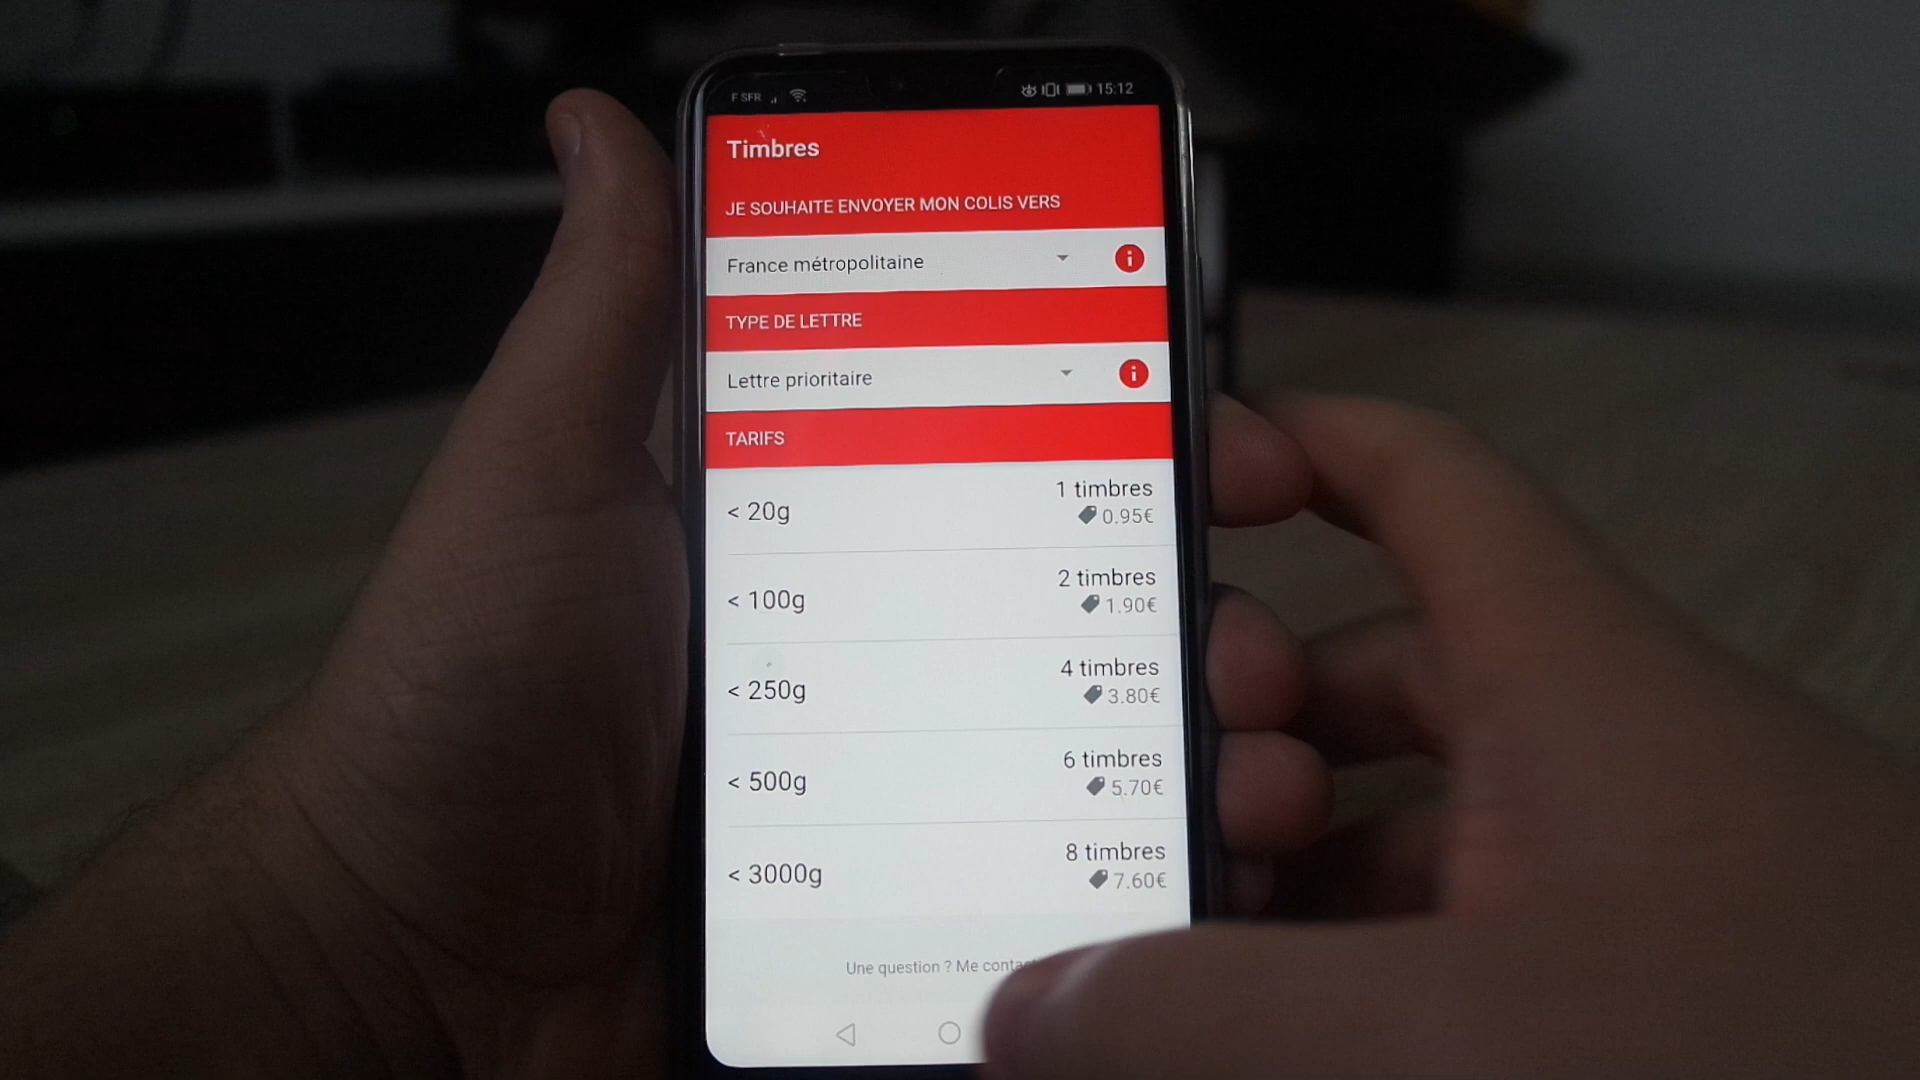 F SFR
15:12
Timbres
JE SOUHAITE ENVOYER MON COLIS VERS
France métropolitaine
TYPE DE LETTRE
Lettre prioritaire
TARIFS
< 20g
1 timbres
0.95€
< 100g
2 timbres
1.90€
< 250g
4 timbres
3.80€
< 500g
6 timbres
5.70€
< 3000g
8 timbres
7.60€
Une question ? Me